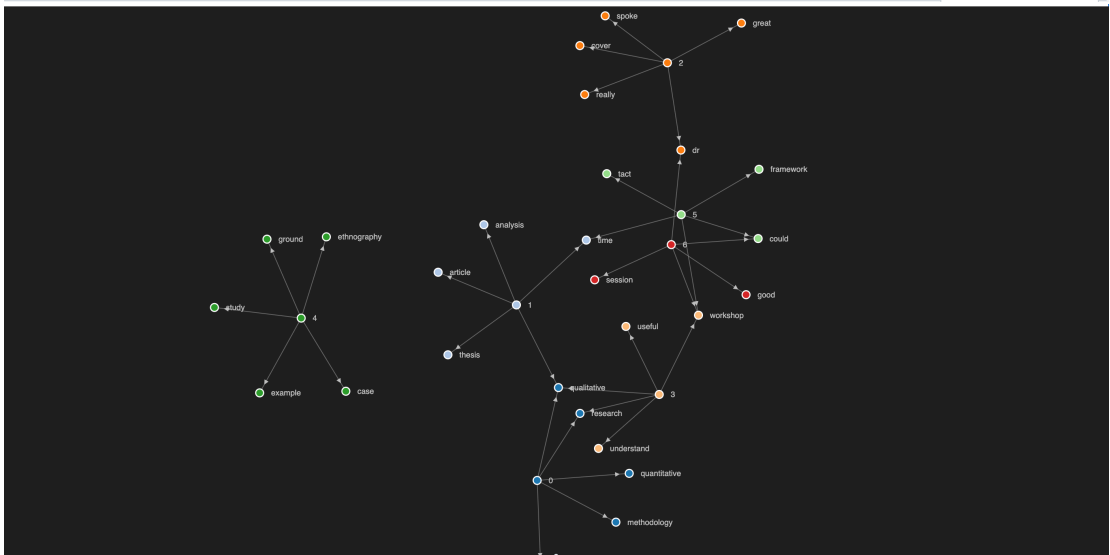 spoke
great
cover
2
really
dr
tact
framework
5
analysis
ground
ethnography
time
could
6
article
session
good
study
1
workshop
4
useful
thesis
qualitative
example
case
3
research
understand
quantitative
0
methodology